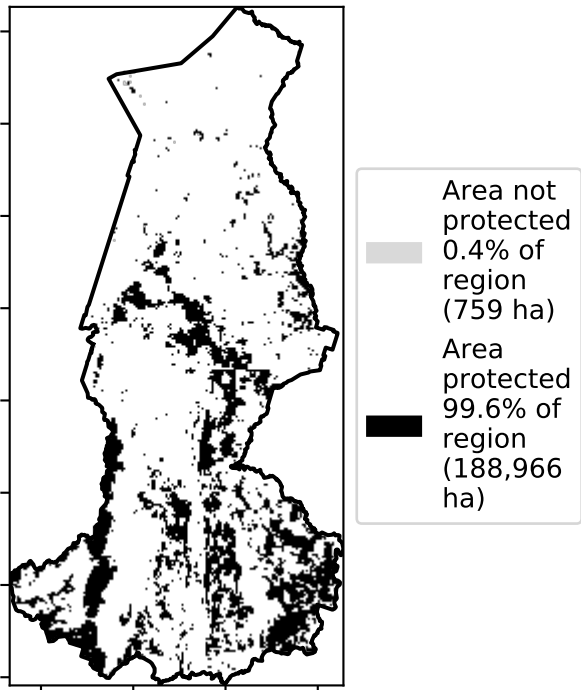 Area not
protected
0.4% of
region
(759 ha)
Area
protected
99.6% of
region
(188,966
ha)